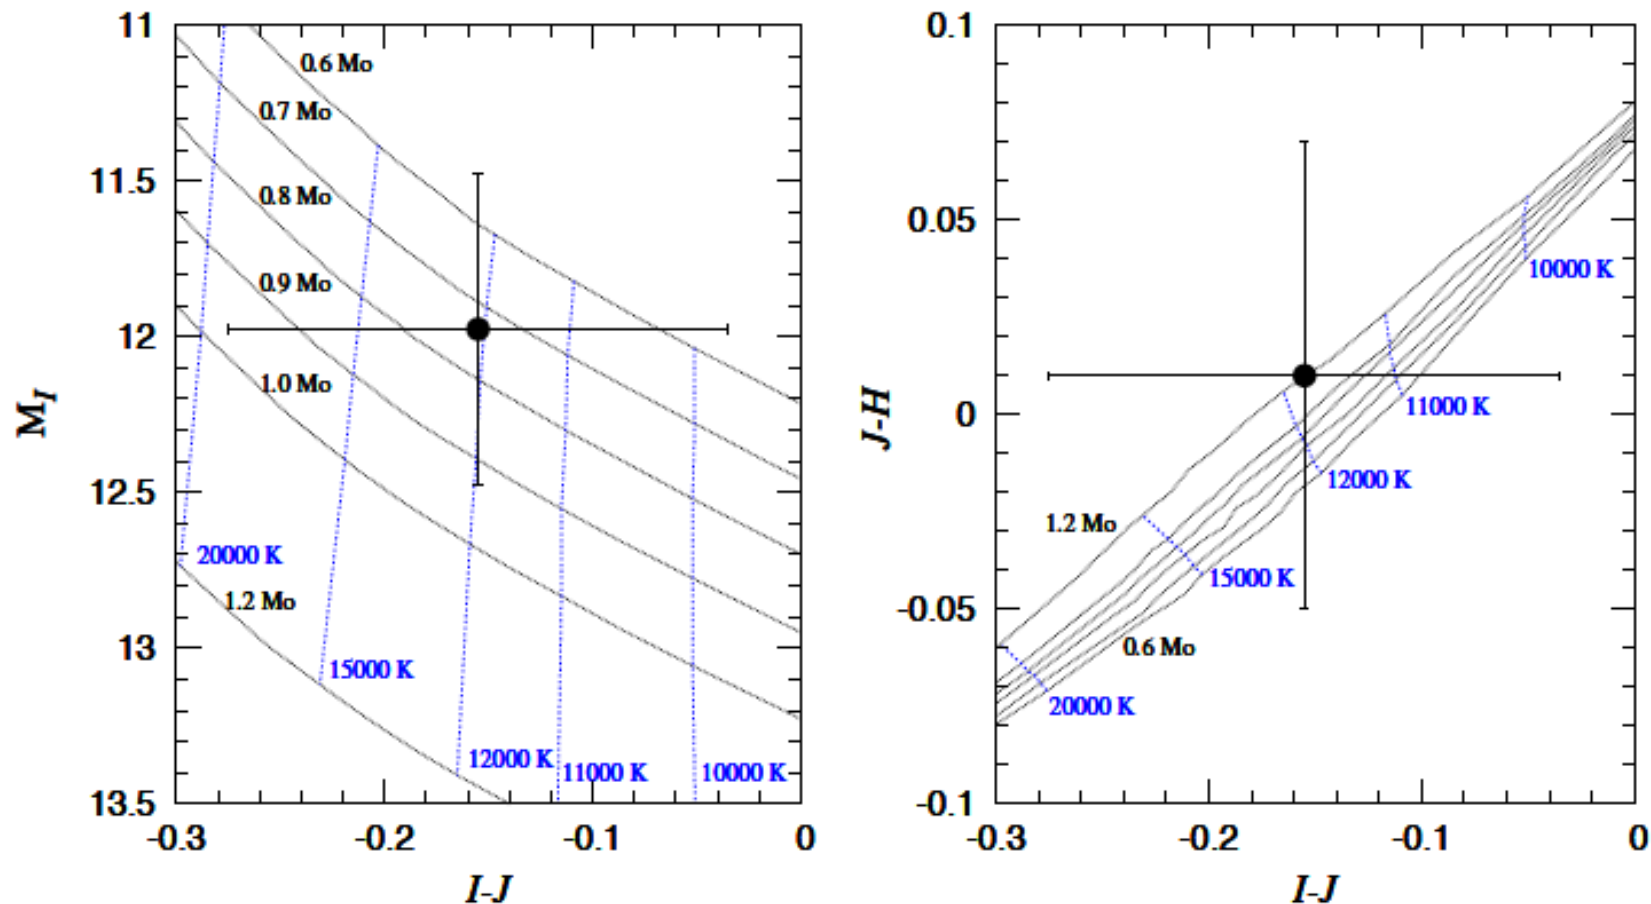 11
11.5
12
12.5
13
13.5
M_I
0.6 Mo
0.7 Mo
0.8 Mo
0.9 Mo
1.0 Mo
1.2 Mo
20000 K
15000 K
12000 K
11000 K
10000 K
-0.3
-0.2
-0.1
0
I-J
0.1
0.05
0
-0.05
-0.1
J-H
10000 K
11000 K
12000 K
1.2 Mo
15000 K
0.6 Mo
20000 K
-0.3
-0.2
-0.1
0
I-J